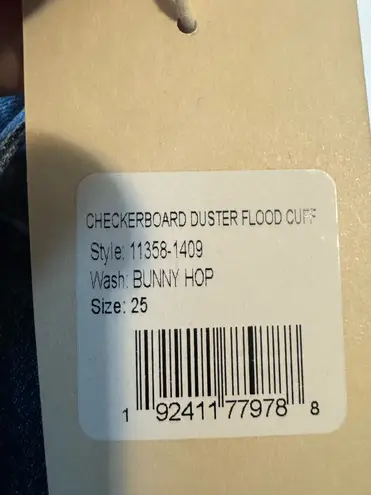 CHECKERBOARD DUSTER FLOOD CUFF
Style: 11358-1409
Wash: BUNNY HOP
Size: 25
1 92411 77978 8